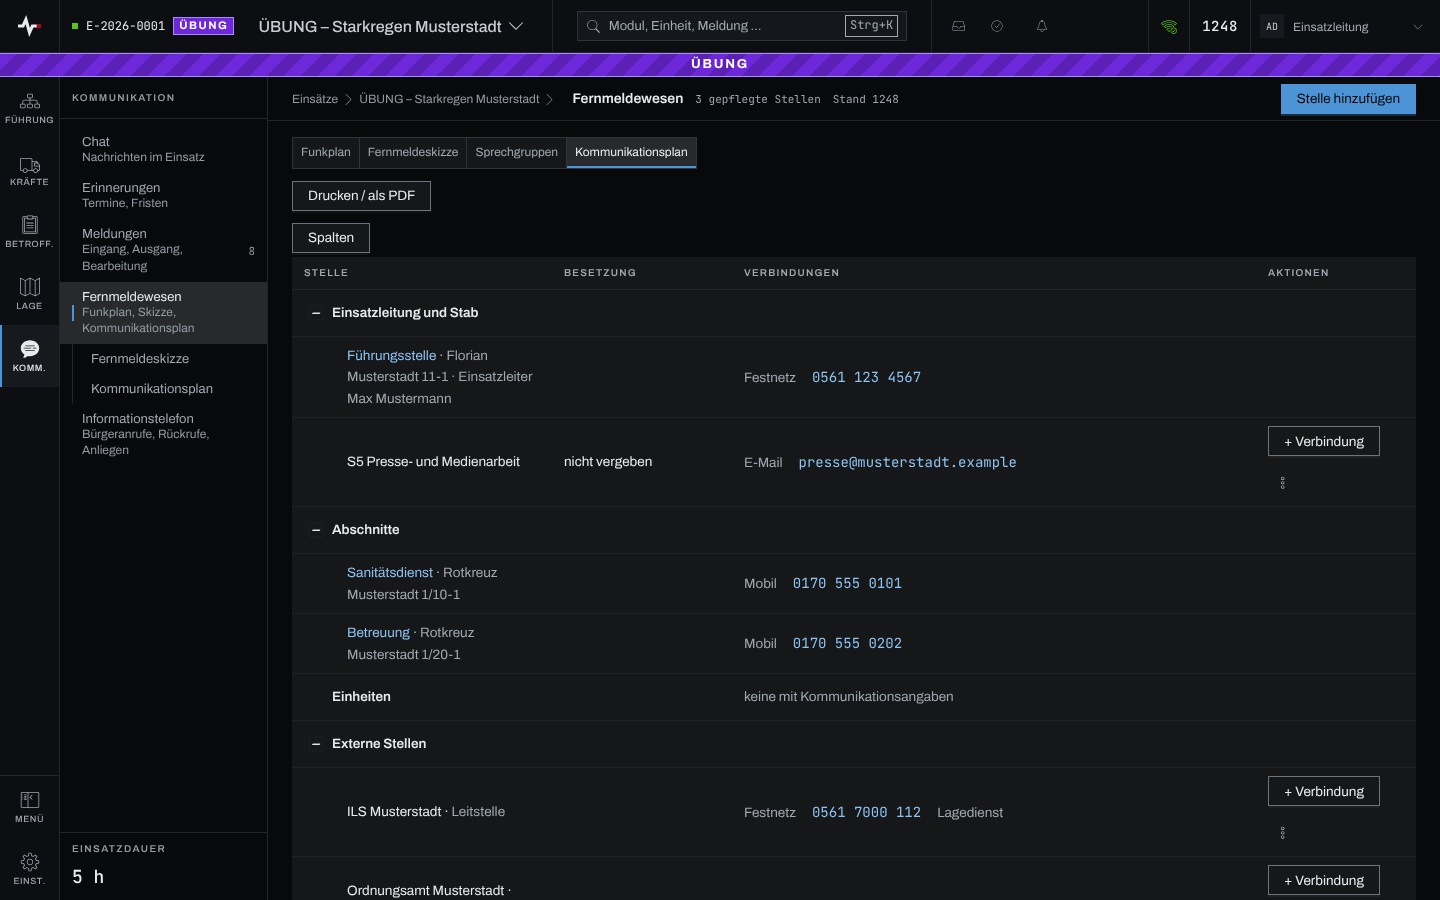 E-2026-0001 ÜBUNG ÜBUNG – Starkregen Musterstadt
Modul, Einheit, Meldung ... Strg+K
1248
AD Einsatzleitung
ÜBUNG
FÜHRUNG
KRÄFTE
BETROFF.
LAGE
KOMM.
MENÜ
EINST.
KOMMUNIKATION
Chat
Nachrichten im Einsatz
Erinnerungen
Termine, Fristen
Meldungen
Eingang, Ausgang,
Bearbeitung
8
Fernmeldewesen
Funkplan, Skizze,
Kommunikationsplan
Fernmeldeskizze
Kommunikationsplan
Informationstelefon
Bürgeranrufe, Rückrufe,
Anliegen
EINSATZDAUER
5 h
Einsätze ÜBUNG – Starkregen Musterstadt Fernmeldewesen 3 gepflegte Stellen Stand 1248
Stelle hinzufügen
Funkplan Fernmeldeskizze Sprechgruppen Kommunikationsplan
Drucken / als PDF
Spalten
STELLE BESETZUNG VERBINDUNGEN AKTIONEN
– Einsatzleitung und Stab
Führungsstelle · Florian
Musterstadt 11-1 · Einsatzleiter
Max Mustermann
Festnetz 0561 123 4567
S5 Presse- und Medienarbeit nicht vergeben E-Mail presse@musterstadt.example
+ Verbindung
– Abschnitte
Sanitätsdienst · Rotkreuz
Musterstadt 1/10-1
Mobil 0170 555 0101
Betreuung · Rotkreuz
Musterstadt 1/20-1
Mobil 0170 555 0202
Einheiten keine mit Kommunikationsangaben
– Externe Stellen
ILS Musterstadt · Leitstelle Festnetz 0561 7000 112 Lagedienst
+ Verbindung
Ordnungsamt Musterstadt ·
+ Verbindung